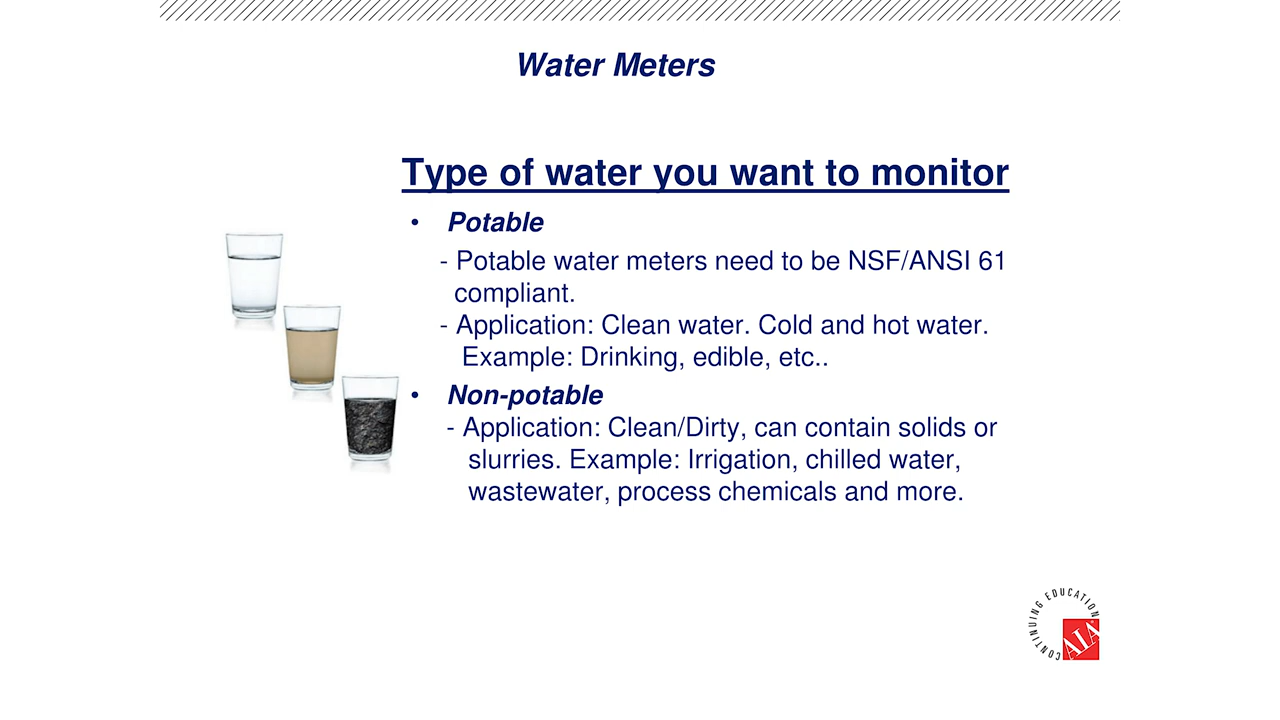 Water Meters
Type of water you want to monitor
• Potable
- Potable water meters need to be NSF/ANSI 61
compliant.
- Application: Clean water. Cold and hot water.
Example: Drinking, edible, etc..
• Non-potable
- Application: Clean/Dirty, can contain solids or
slurries. Example: Irrigation, chilled water,
wastewater, process chemicals and more.
CONTINUING EDUCATION
AIA